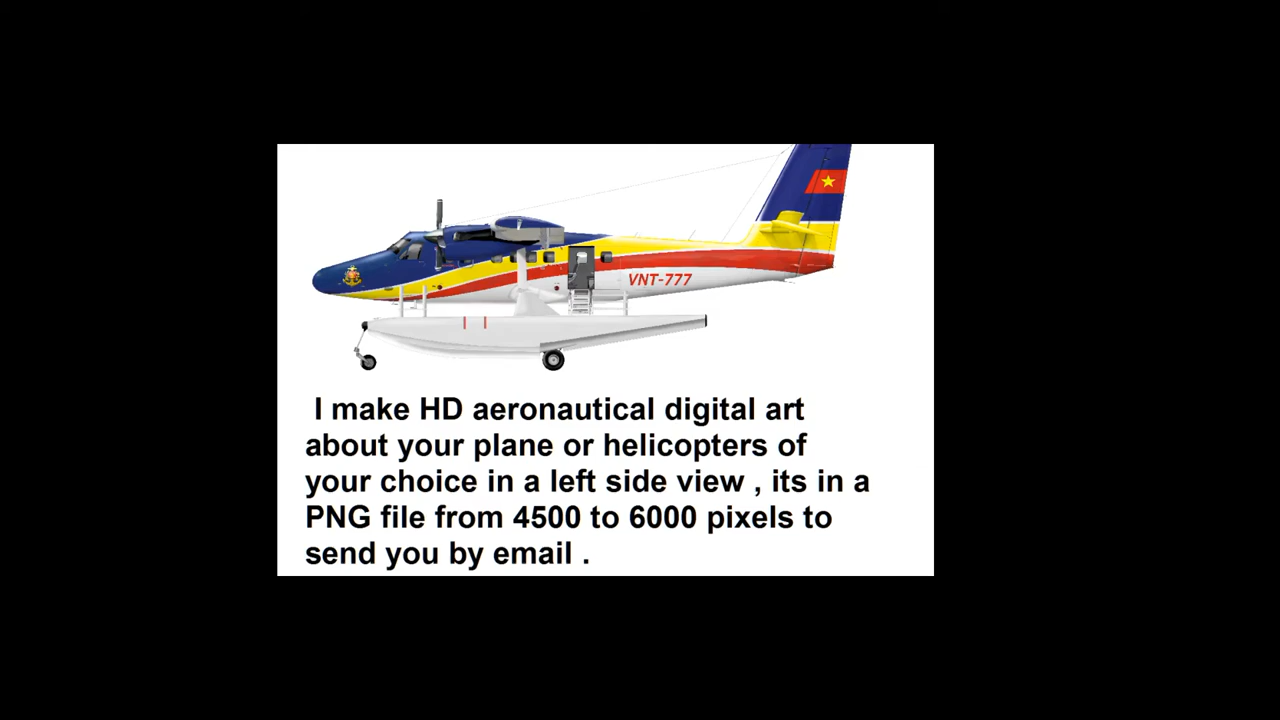 VNT-777
I make HD aeronautical digital art
about your plane or helicopters of
your choice in a left side view , its in a
PNG file from 4500 to 6000 pixels to
send you by email .